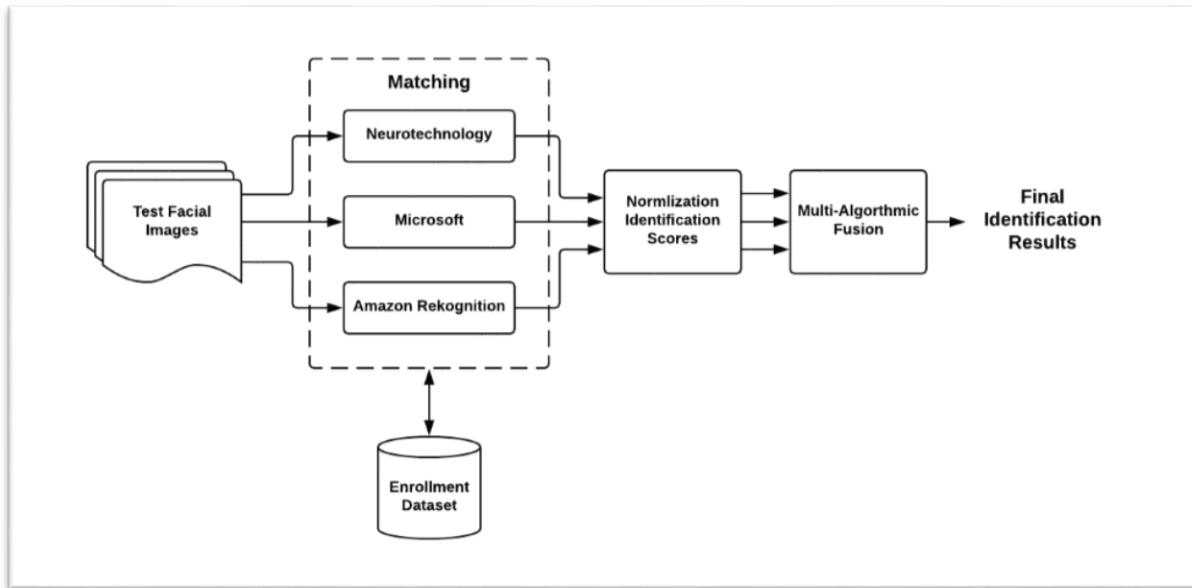 Matching
Neurotechnology
Test Facial
Images
Microsoft
Amazon Rekognition
Normlization
Identification
Scores
Multi-Algorthmic
Fusion
Final
Identification
Results
Enrollment
Dataset